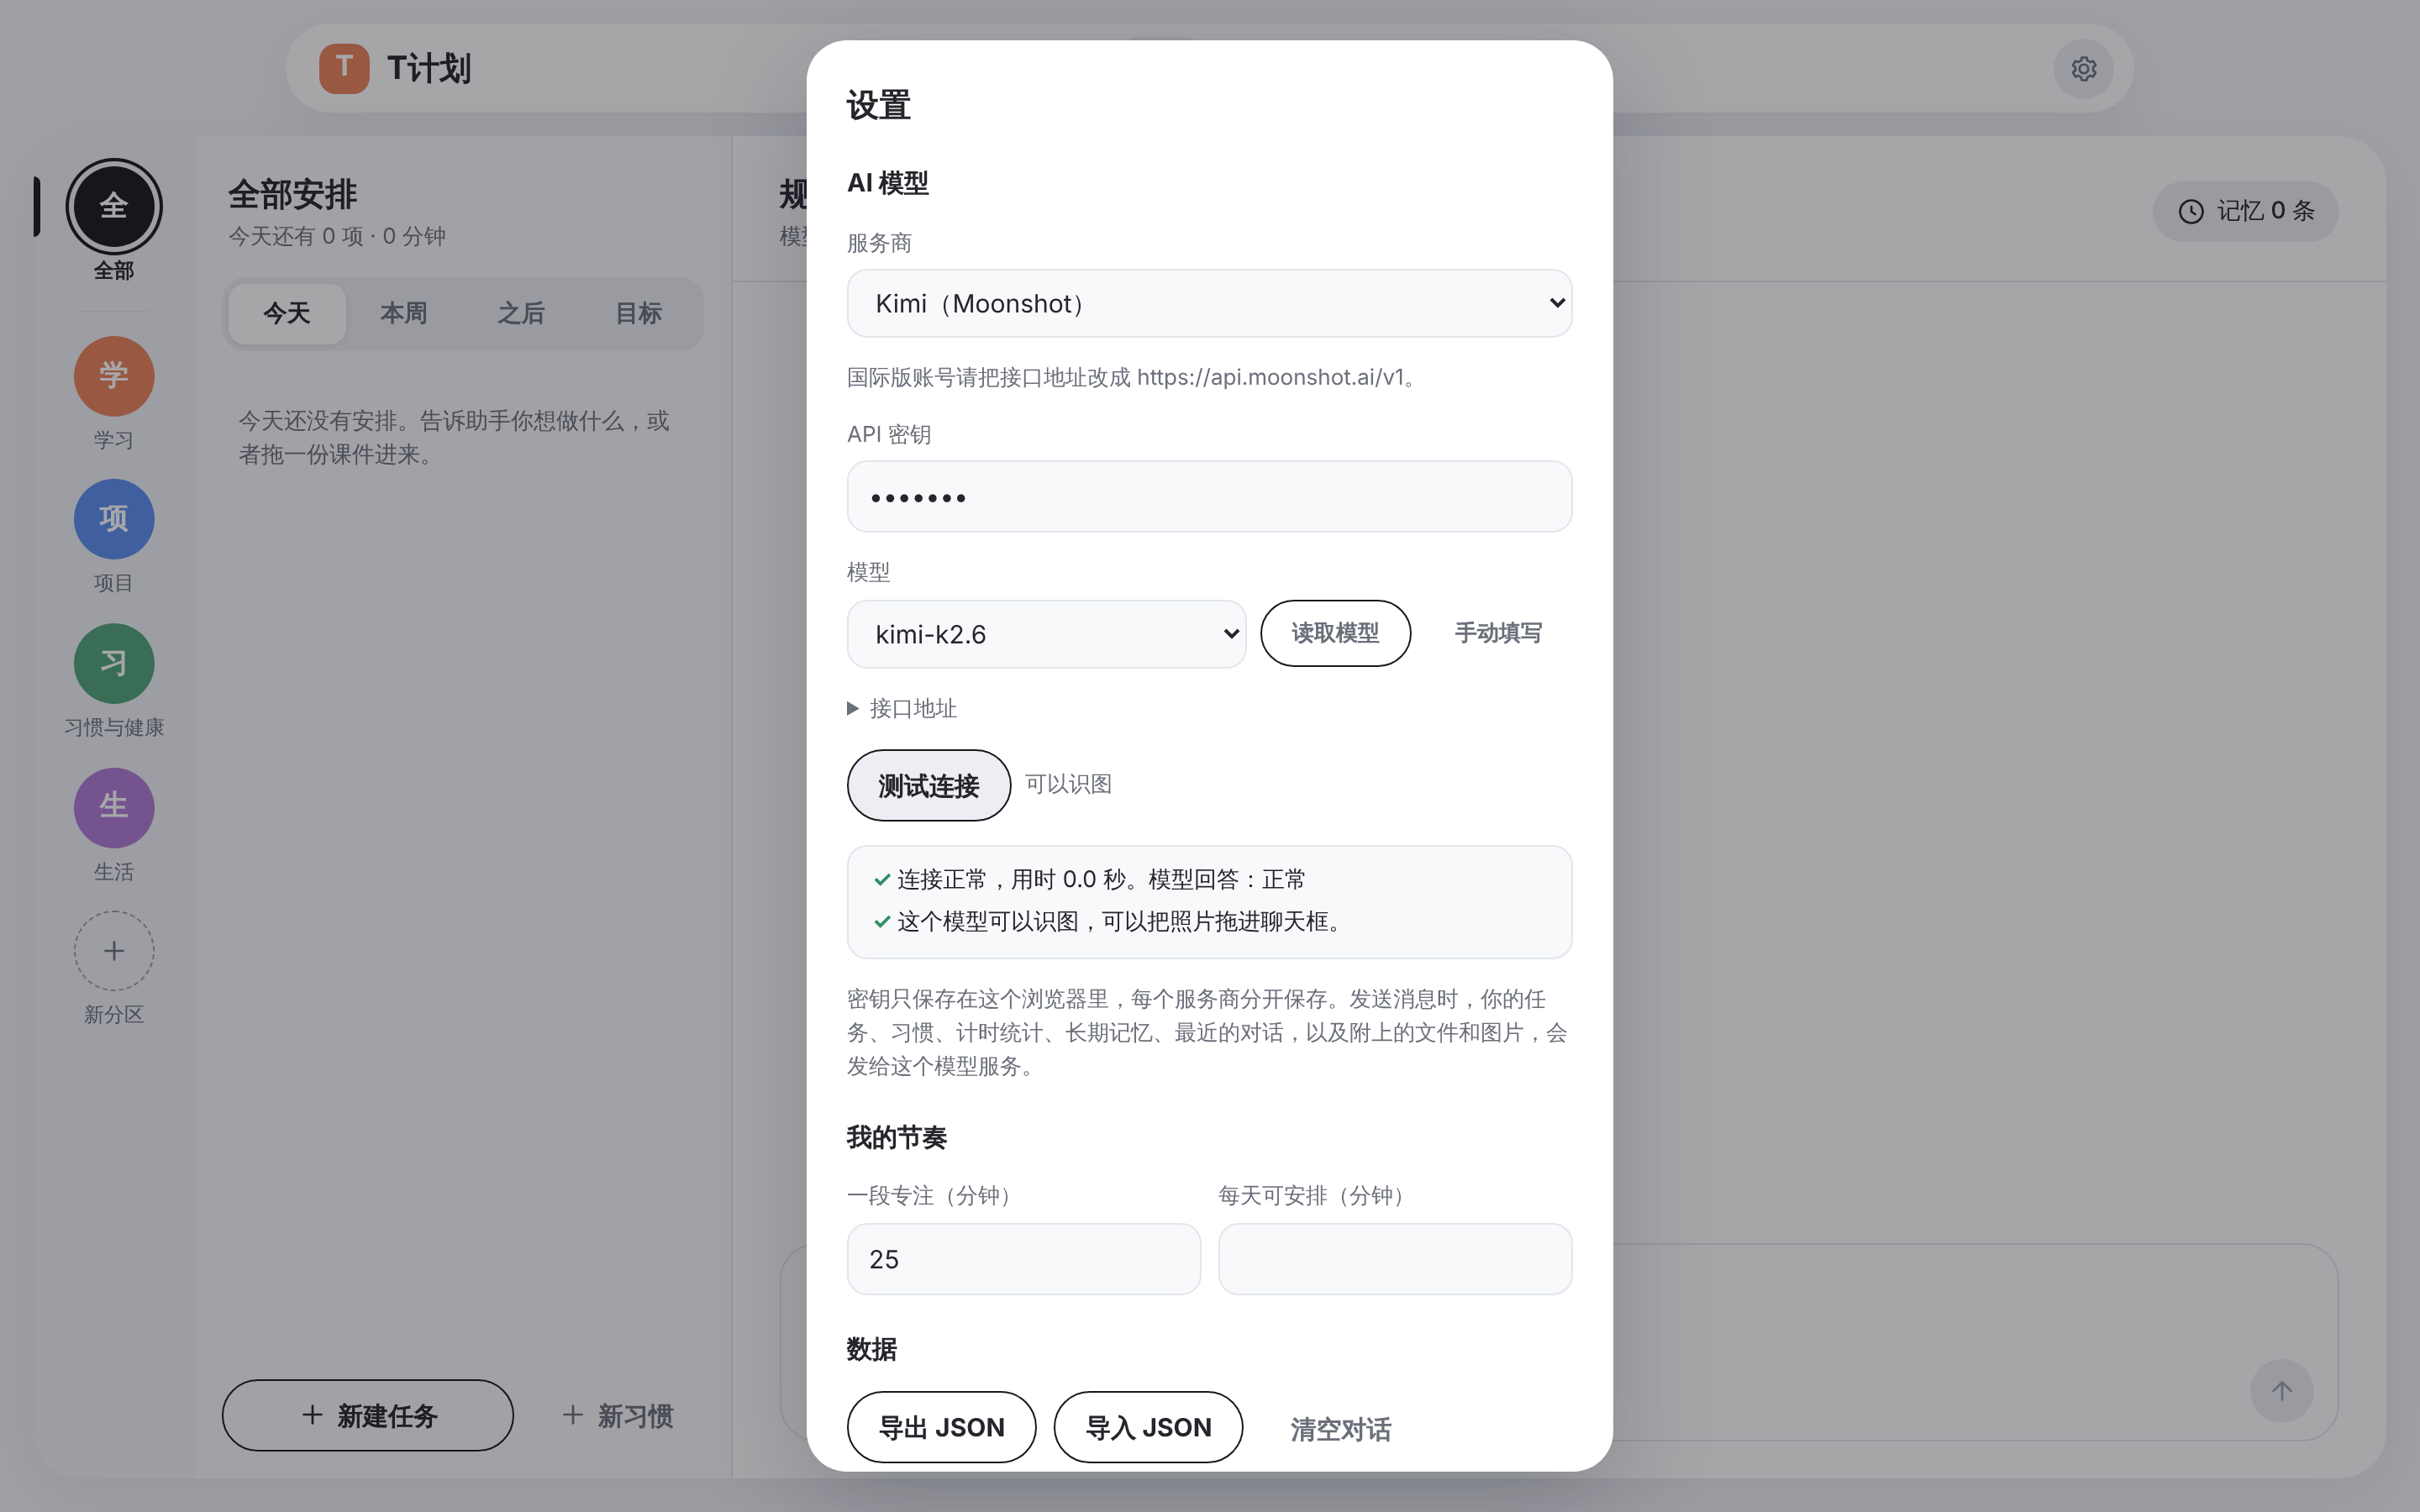 T
T计划
全
全部
学
学习
项
项目
习
习惯与健康
生
生活
新分区
全部安排
今天还有 0 项 · 0 分钟
今天
本周
之后
目标
今天还没有安排。告诉助手你想做什么，或
者拖一份课件进来。
新建任务
新习惯
记忆 0 条
设置
AI 模型
服务商
Kimi（Moonshot）
国际版账号请把接口地址改成 https://api.moonshot.ai/v1。
API 密钥
•••••••
模型
kimi-k2.6
读取模型
手动填写
接口地址
测试连接
可以识图
连接正常，用时 0.0 秒。模型回答：正常
这个模型可以识图，可以把照片拖进聊天框。
密钥只保存在这个浏览器里，每个服务商分开保存。发送消息时，你的任
务、习惯、计时统计、长期记忆、最近的对话，以及附上的文件和图片，会
发给这个模型服务。
我的节奏
一段专注（分钟）
每天可安排（分钟）
25
数据
导出 JSON
导入 JSON
清空对话